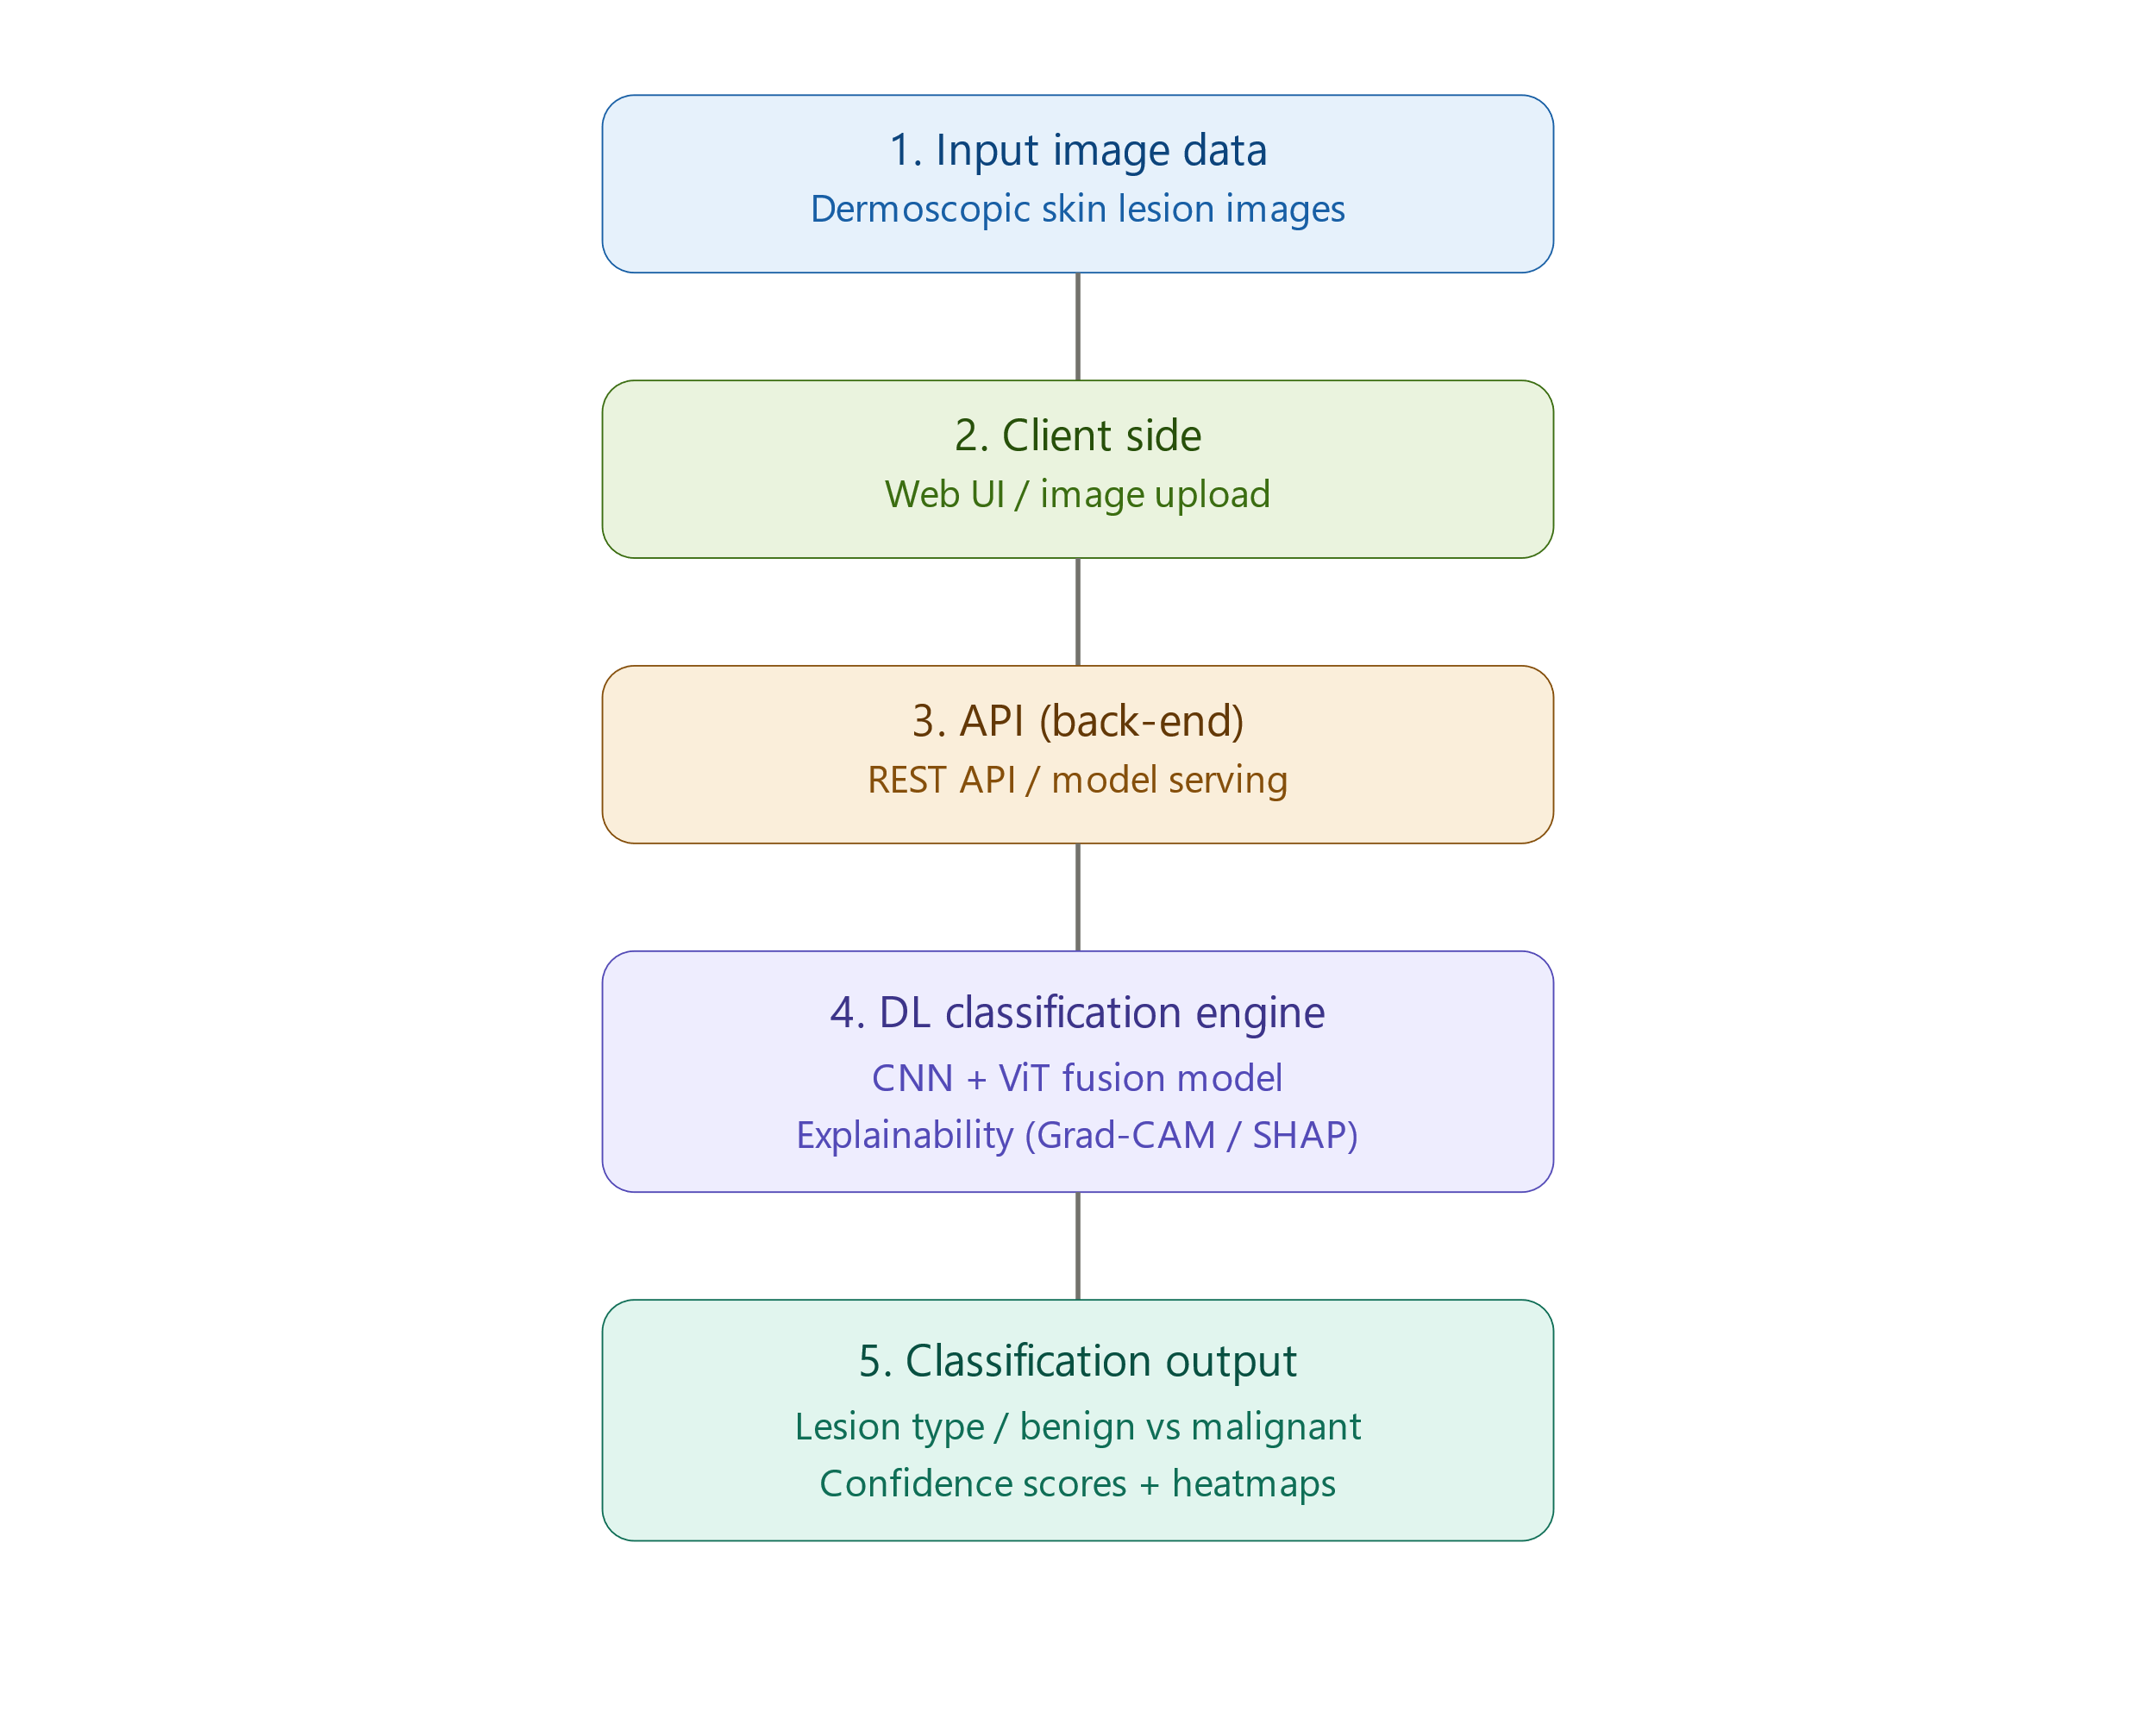 1. Input image data
Dermoscopic skin lesion images
2. Client side
Web UI / image upload
3. API (back-end)
REST API / model serving
4. DL classification engine
CNN + ViT fusion model
Explainability (Grad-CAM / SHAP)
5. Classification output
Lesion type / benign vs malignant
Confidence scores + heatmaps